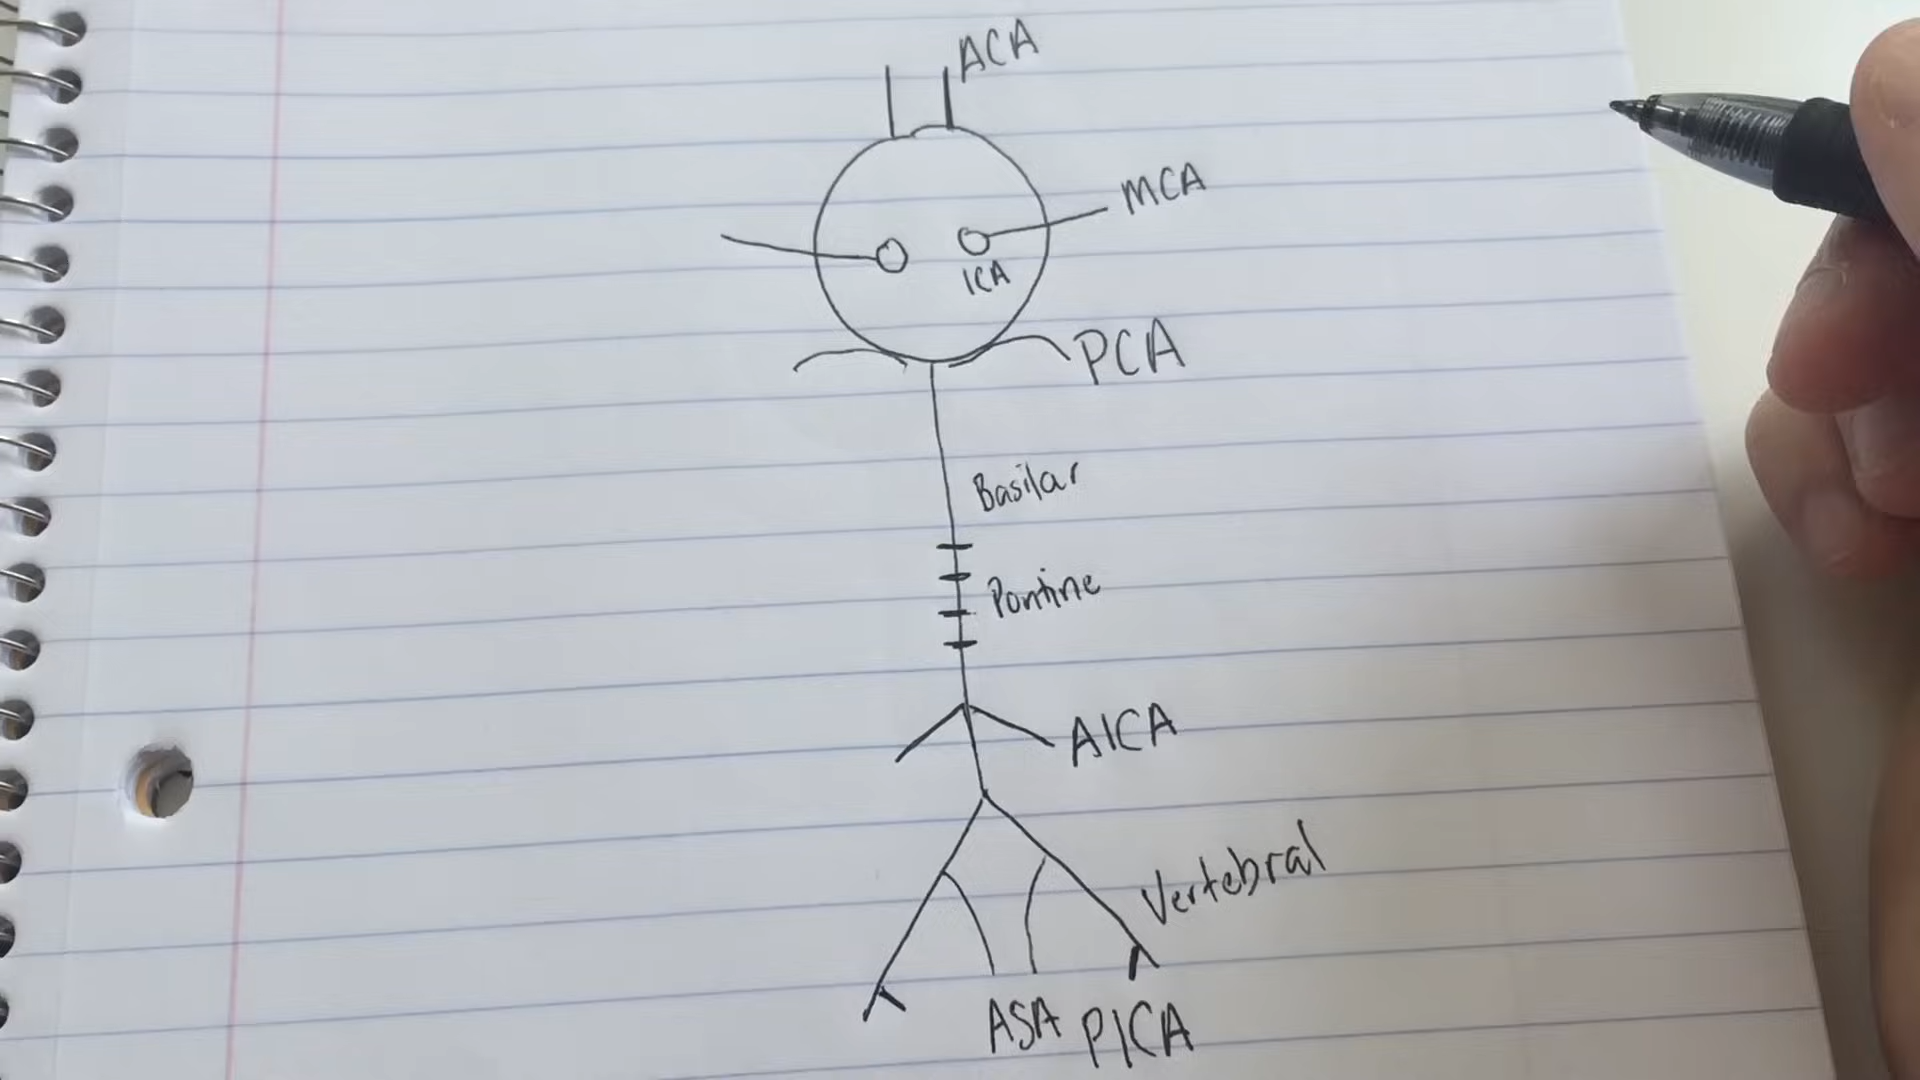 ACA
MCA
ICA
PCA
Basilar
Pontine
AICA
Vertebral
ASA PICA